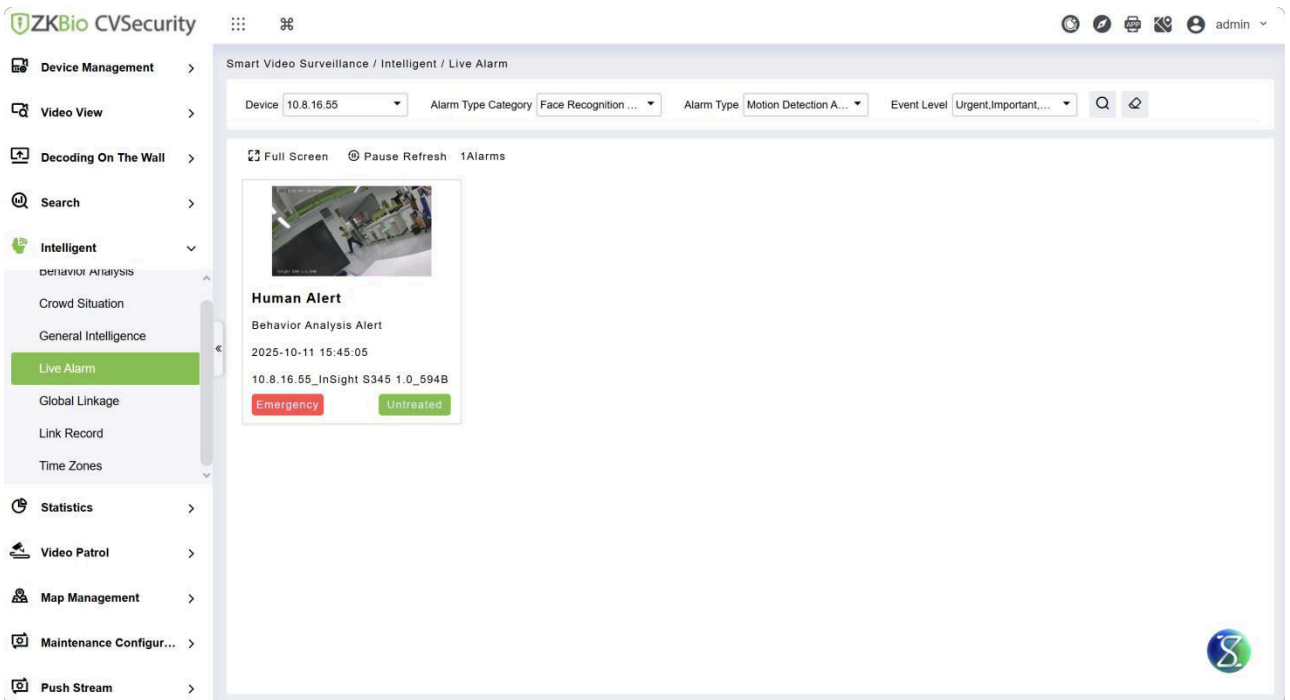 ZKBio CVSecurity
admin
Device Management
Video View
Decoding On The Wall
Search
Intelligent
Behavior Analysis
Crowd Situation
General Intelligence
Live Alarm
Global Linkage
Link Record
Time Zones
Statistics
Video Patrol
Map Management
Maintenance Configur...
Push Stream
Smart Video Surveillance / Intelligent / Live Alarm
Device 10.8.16.55 Alarm Type Category Face Recognition ... Alarm Type Motion Detection A... Event Level Urgent,Important,...
Full Screen Pause Refresh 1Alarms
Human Alert
Behavior Analysis Alert
2025-10-11 15:45:05
10.8.16.55_InSight S345 1.0_594B
Emergency Untreated